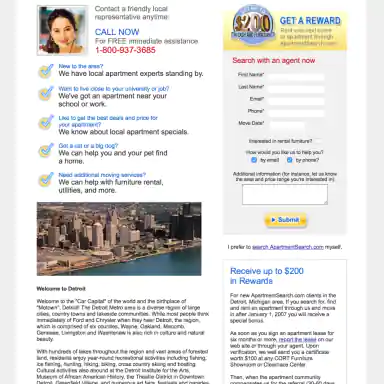 Contact a friendly local
representative anytime:
CALL NOW
For FREE immediate assistance
1-800-937-3685
New to the area?
We have local apartment experts standing by.
Want to live close to your university or job?
We've got an apartment near your
school or work.
Like to get the best deals and price for
your apartment?
We know about local apartment specials.
Got a cat or a big dog?
We can help you and your pet find
a home.
Need additional moving services?
We can help with furniture rental,
utilities, and more.
Welcome to Detroit
Welcome to the "Car Capital" of the world and the birthplace of
"Motown", Detroit! The Detroit Metro area is a diverse region of large
cities, country towns and lakeside communities. While most people think
immediately of Ford and Chrysler when they hear Detroit, the region,
which is comprised of six counties, Wayne, Oakland, Macomb,
Genesee, Livingston and Washtenaw is also rich in culture and natural
beauty.
With hundreds of lakes throughout the region and vast areas of forested
land, residents enjoy year-round recreational activities including fishing,
ice fishing, hunting, hiking, biking, cross country skiing and boating.
Cultural activities also abound at the Detroit Institute for the Arts,
Museum of African American History, the Theatre District in Downtown
Detroit, Greenfield Village, and numerous art fairs, festivals and parades
$200
GET A REWARD
Rent your next home
or apartment through
ApartmentSearch.com
Search with an agent now
First Name*
Last Name*
Email*
Phone*
Move Date*
Interested in rental furniture?
How would you like us to help you?
by email
by phone?
Additional information (for instance, let us know
the area and price range you're interested in)
Submit
I prefer to search ApartmentSearch.com myself.
Receive up to $200
in Rewards
For new ApartmentSearch.com clients in the
Detroit, Michigan area. If you search for, find
and rent an apartment through us and move
in after January 1, 2007 you will receive a
special bonus.
As soon as you sign an apartment lease for
six months or more, report the lease on our
web site or through your agent. Upon
verification, we will send you a certificate
worth $100 at any CORT Furniture
Showroom or Clearance Center
Then, when the apartment community
compensates us for the referral (30-60 days